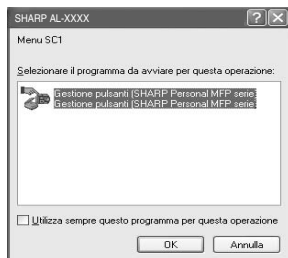 SHARP AL-XXXX
Menu SC1
Selezionare il programma da avviare per questa operazione:
Gestione pulsanti (SHARP Personal MFP serie)
Gestione pulsanti (SHARP Personal MFP serie)
Utilizza sempre questo programma per questa operazione
OK
Annulla